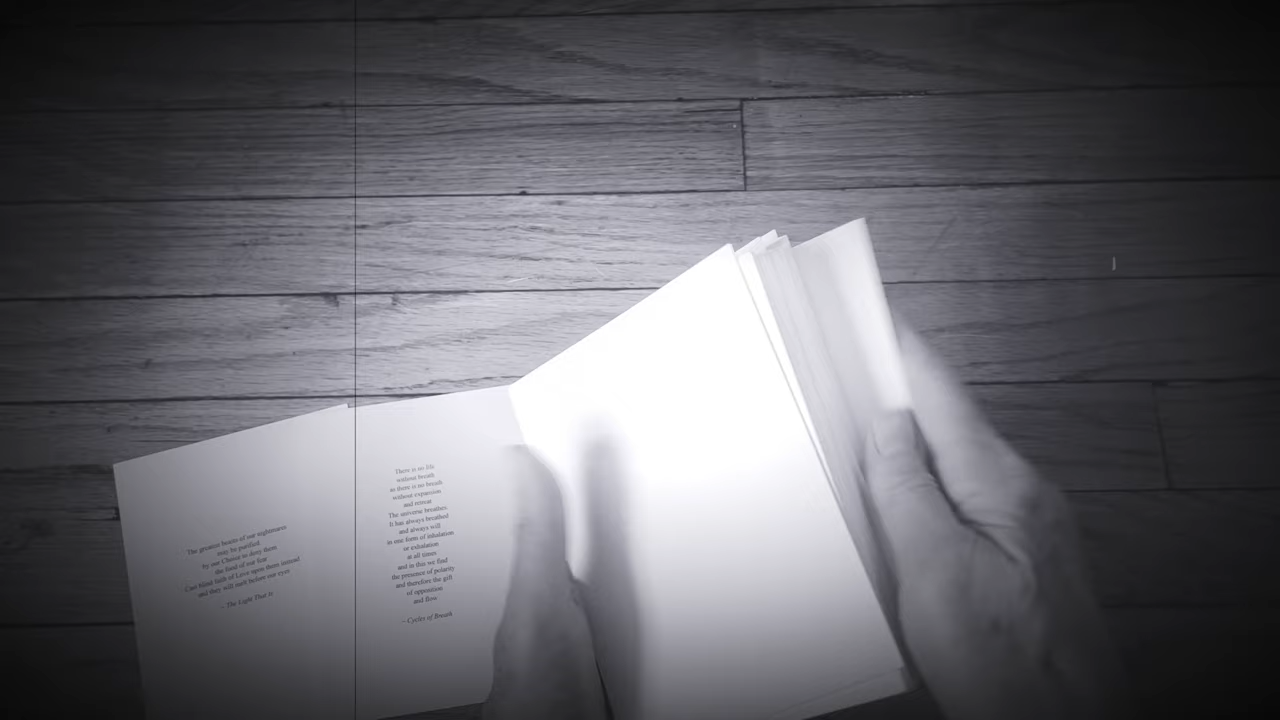 The greatest beasts of our nightmares
may be purified
by our Choice to deny them
the food of our fear
Cast blind faith of Love upon them instead
and they will melt before our eyes
~ The Light That Is
There is no life
without breath
as there is no breath
without expansion
and retreat
The universe breathes
It has always breathed
and always will
in one form of inhalation
or exhalation
at all times
and in this we find
the presence of polarity
and therefore the gift
of opposition
and flow
~ Cycles of Breath